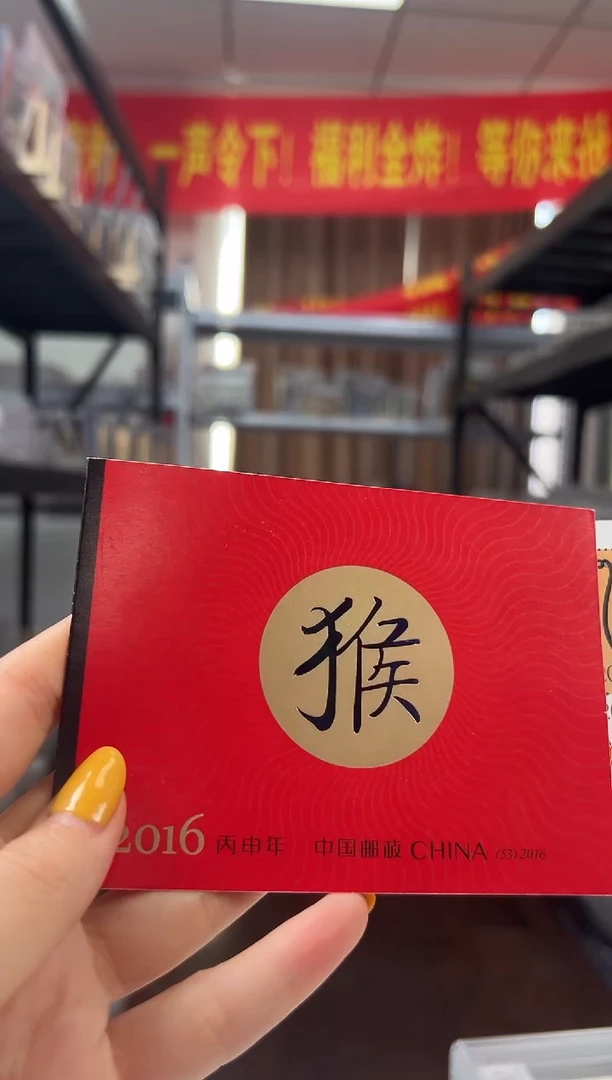 一声令下！福利金炸！等你来抢
猴
2016 丙申年 中国邮政 CHINA (53) 2016